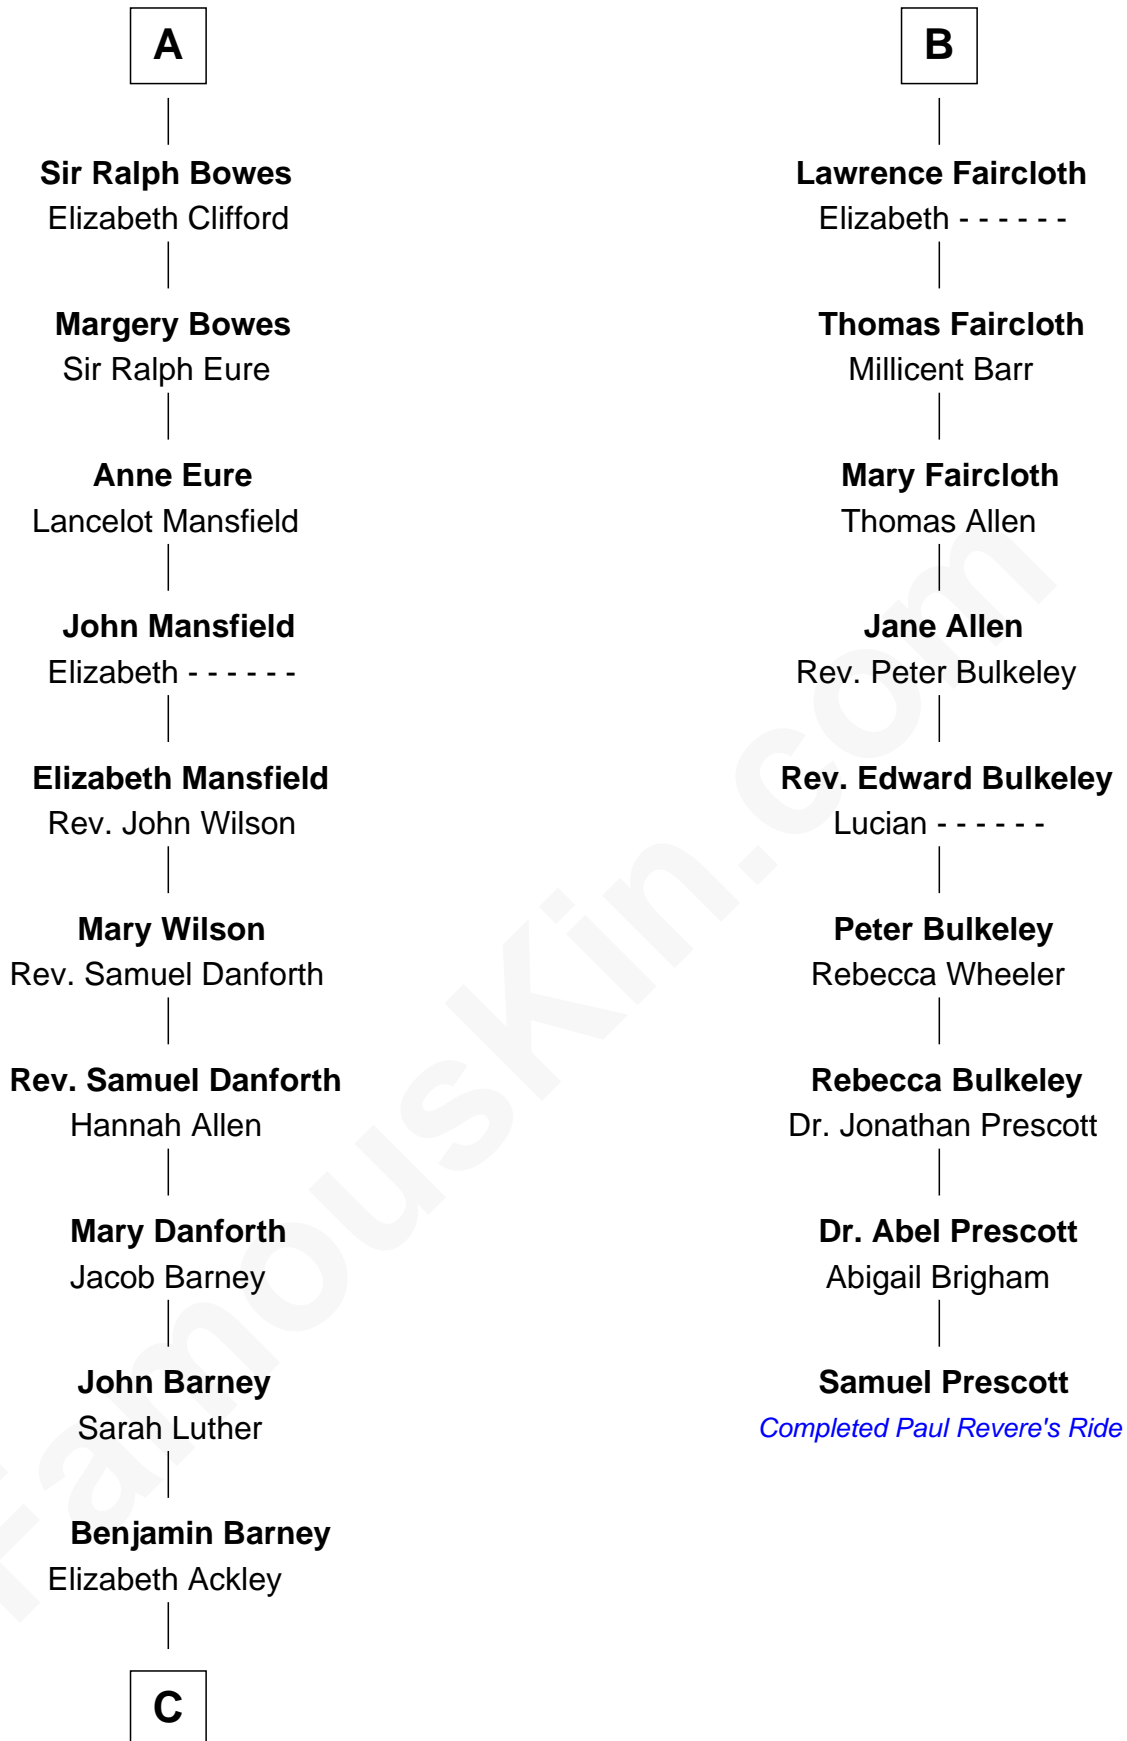 A
Sir Ralph Bowes
Elizabeth Clifford
Margery Bowes
Sir Ralph Eure
Anne Eure
Lancelot Mansfield
John Mansfield
Elizabeth - - - - - -
Elizabeth Mansfield
Rev. John Wilson
Mary Wilson
Rev. Samuel Danforth
Rev. Samuel Danforth
Hannah Allen
Mary Danforth
Jacob Barney
John Barney
Sarah Luther
Benjamin Barney
Elizabeth Ackley
C
B
Lawrence Faircloth
Elizabeth - - - - - -
Thomas Faircloth
Millicent Barr
Mary Faircloth
Thomas Allen
Jane Allen
Rev. Peter Bulkeley
Rev. Edward Bulkeley
Lucian - - - - - -
Peter Bulkeley
Rebecca Wheeler
Rebecca Bulkeley
Dr. Jonathan Prescott
Dr. Abel Prescott
Abigail Brigham
Samuel Prescott
Completed Paul Revere's Ride
FamousKin.com